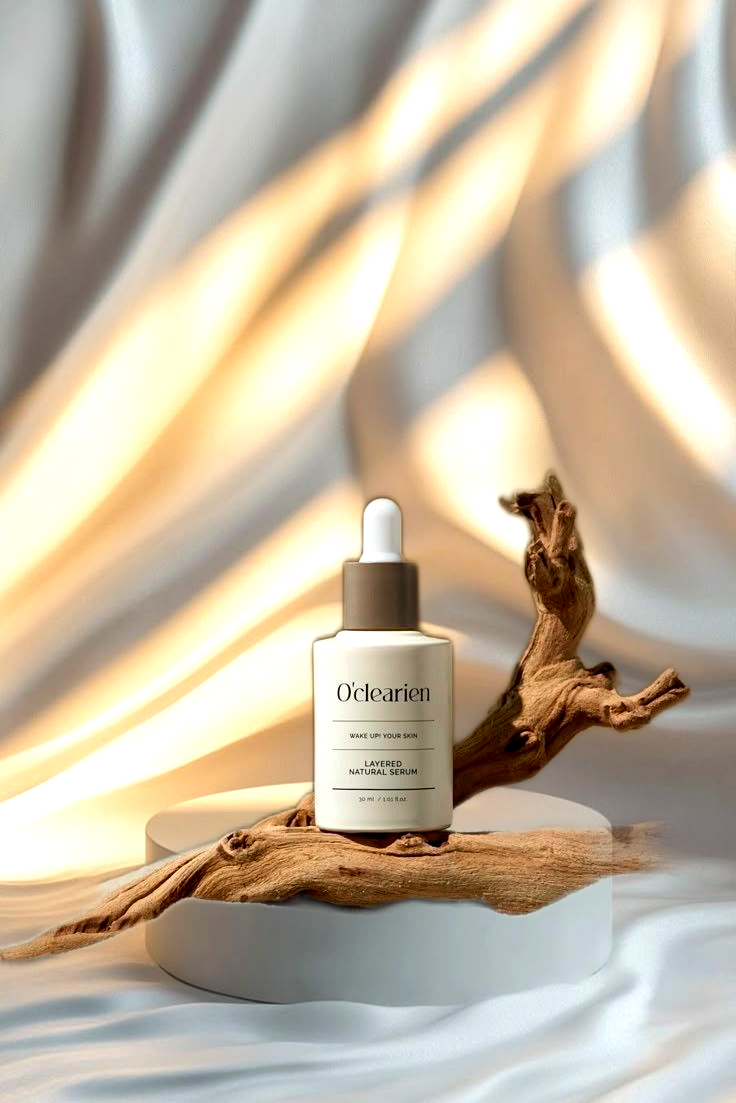 O'clearien
WAKE UP! YOUR SKIN
LAYERED
NATURAL SERUM
30 ml / 1.01 fl.oz